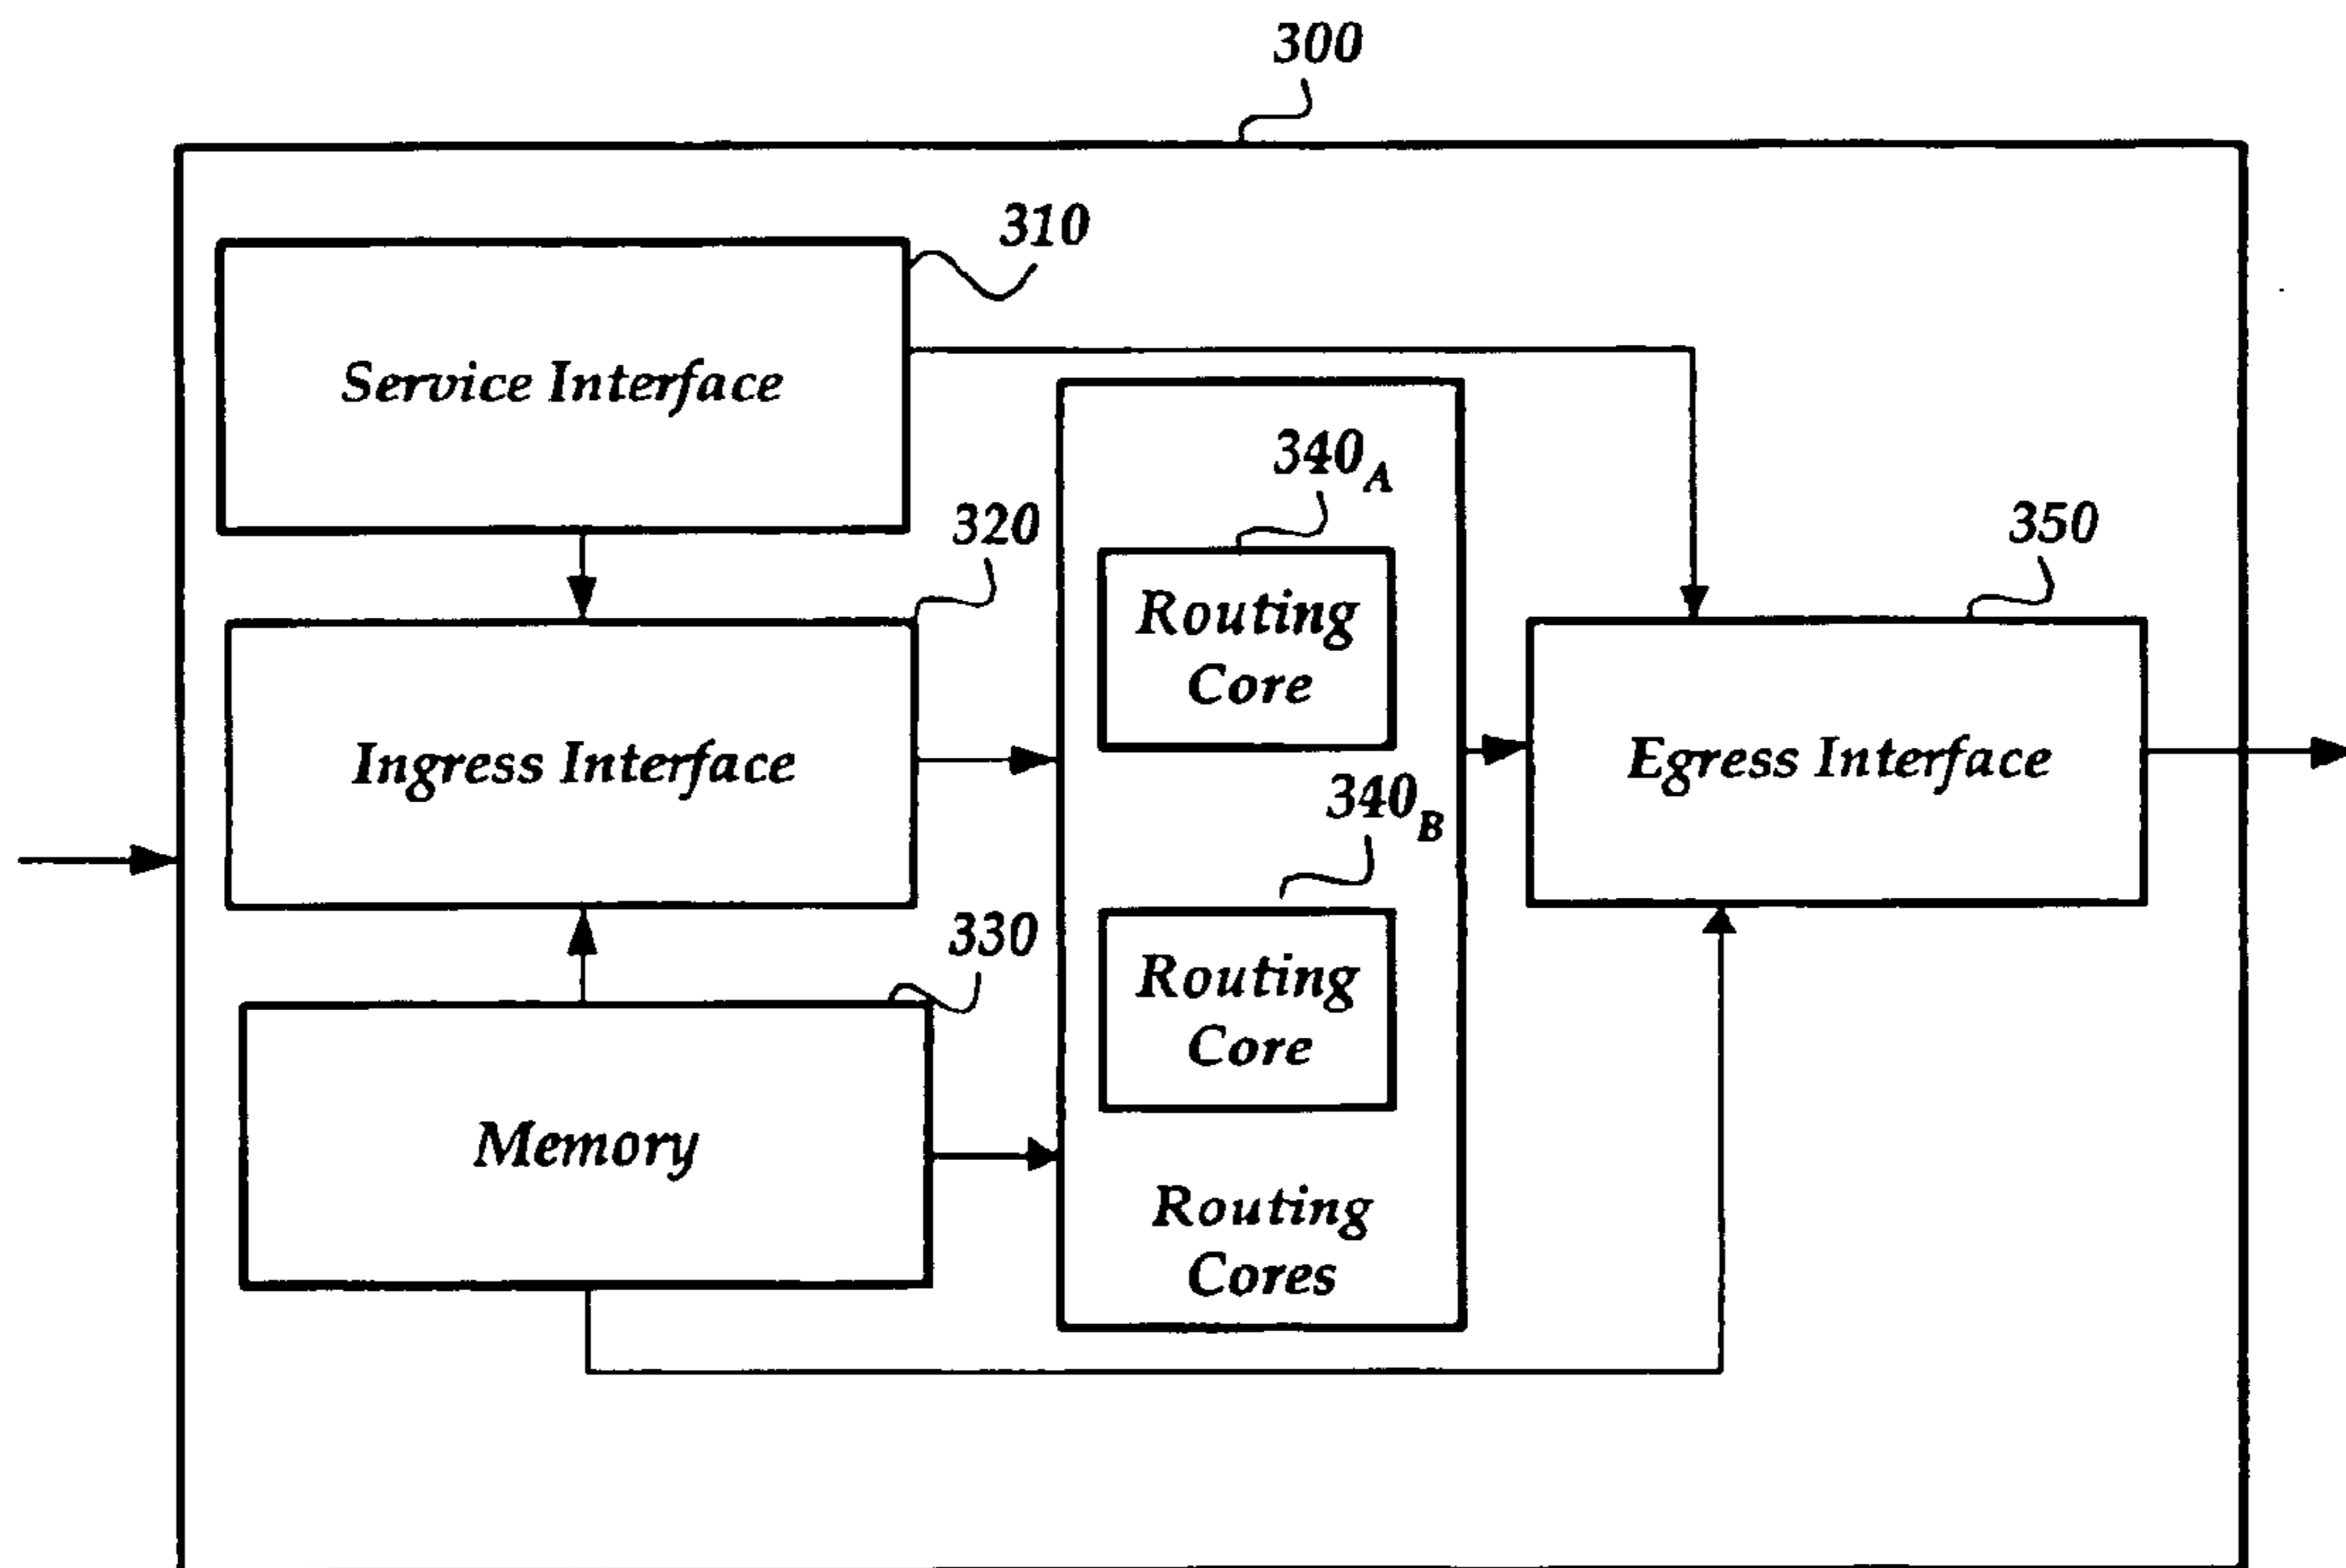 300
310
Service Interface
340A
320
350
Routing
Core
Ingress Interface
Egress Interface
340B
330
Routing
Core
Memory
Routing
Cores